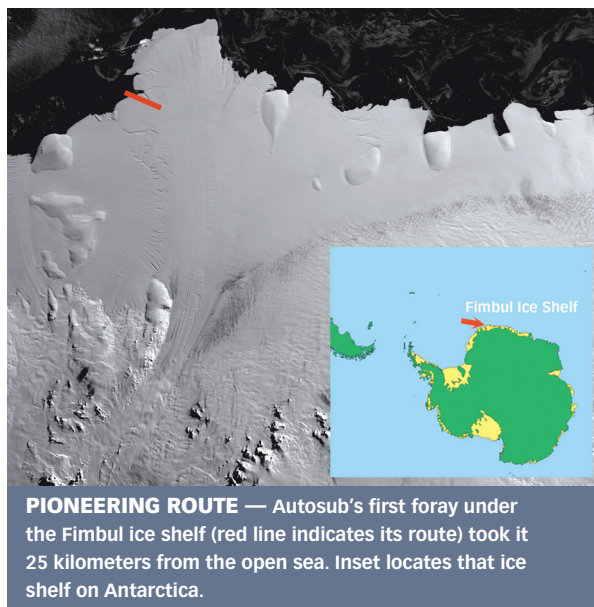 Fimbul Ice Shelf
PIONEERING ROUTE — Autosub's first foray under
the Fimbul ice shelf (red line indicates its route) took it
25 kilometers from the open sea. Inset locates that ice
shelf on Antarctica.